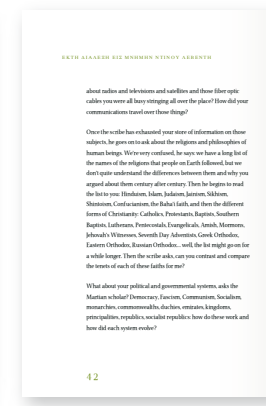 ΕΚΤΗ ΔΙΑΛΕΞΗ ΕΙΣ ΜΝΗΜΗΝ ΝΤΙΝΟΥ ΛΕΒΕΝΤΗ
about radios and televisions and satellites and those fiber optic
cables you were all busy stringing all over the place? How did your
communications travel over those things?
Once the scribe has exhausted your store of information on those
subjects, he goes on to ask about the religions and philosophies of
human beings. We're very confused, he says: we have a long list of
the names of the religions that people on Earth followed, but we
don't quite understand the differences between them and why you
argued about them century after century. Then he begins to read
the list to you: Hinduism, Islam, Judaism, Jainism, Sikhism,
Shintoism, Confucianism, the Baha'i faith, and then the different
forms of Christianity: Catholics, Protestants, Baptists, Southern
Baptists, Lutherans, Pentecostals, Evangelicals, Amish, Mormons,
Jehovah's Witnesses, Seventh Day Adventists, Greek Orthodox,
Eastern Orthodox, Russian Orthodox... well, the list might go on for
a while longer. Then the scribe asks, can you contrast and compare
the tenets of each of these faiths for me?
What about your political and governmental systems, asks the
Martian scholar? Democracy, Fascism, Communism, Socialism,
monarchies, commonwealths, duchies, emirates, kingdoms,
principalities, republics, socialist republics: how do these work and
how did each system evolve?
42